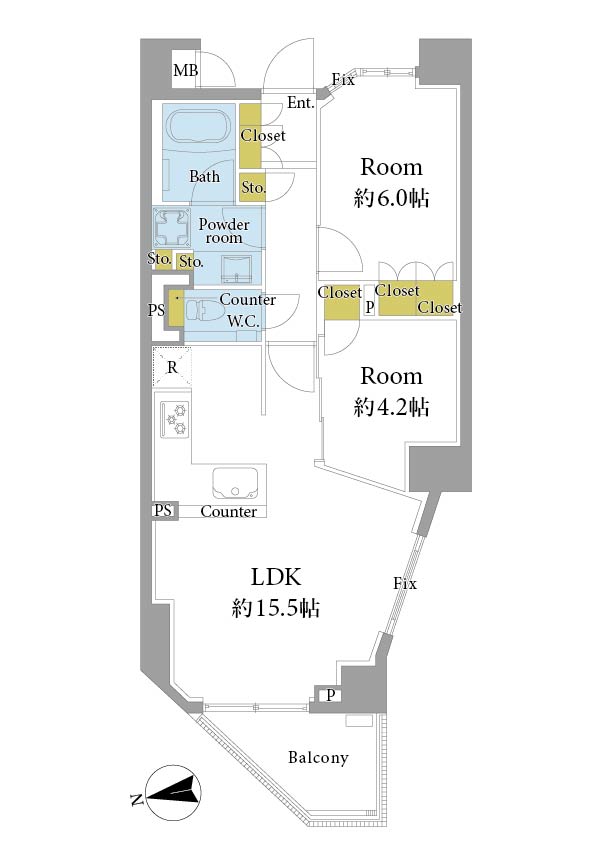 MB
Fix
Ent.
Closet
Room
約6.0帖
Bath
Sto.
Powder
room
Sto.
Sto.
PS
Counter
W.C.
Closet
P
Closet
Closet
R
Room
約4.2帖
PS
Counter
LDK
約15.5帖
Fix
P
Balcony
N